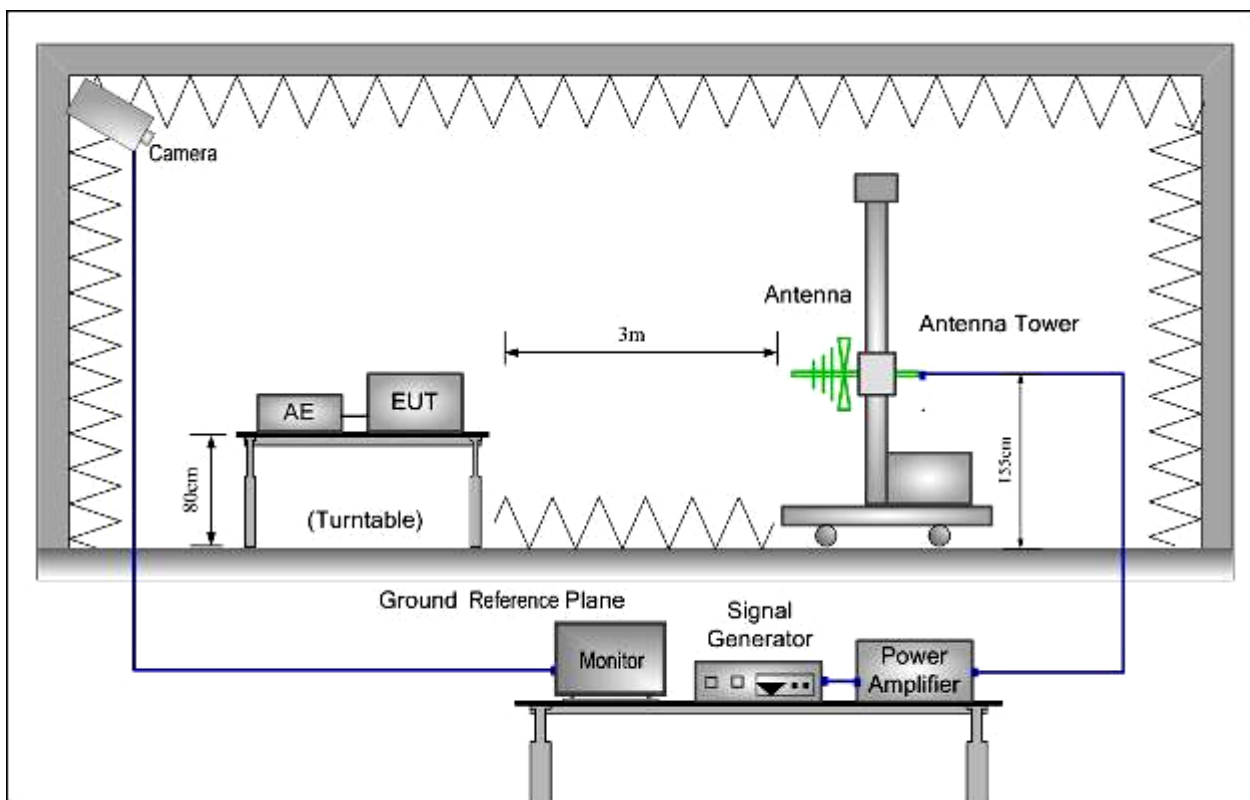 Camera
Antenna
Antenna Tower
3m
AE
EUT
80cm
155cm
(Turntable)
Ground Reference Plane
Signal
Generator
Monitor
Power
Amplifier